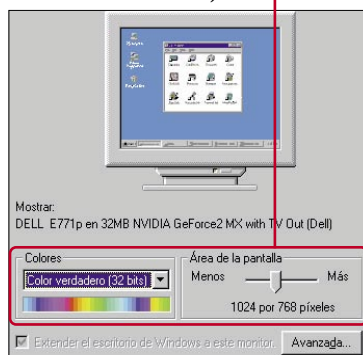 Mostrar:
DELL E771p en 32MB NVIDIA GeForce2 MX with TV Out (Dell)
Colores
Color verdadero (32 bits)
Área de la pantalla
Menos Más
1024 por 768 píxeles
Extender el escritorio de Windows a este monitor.
Avanzada...